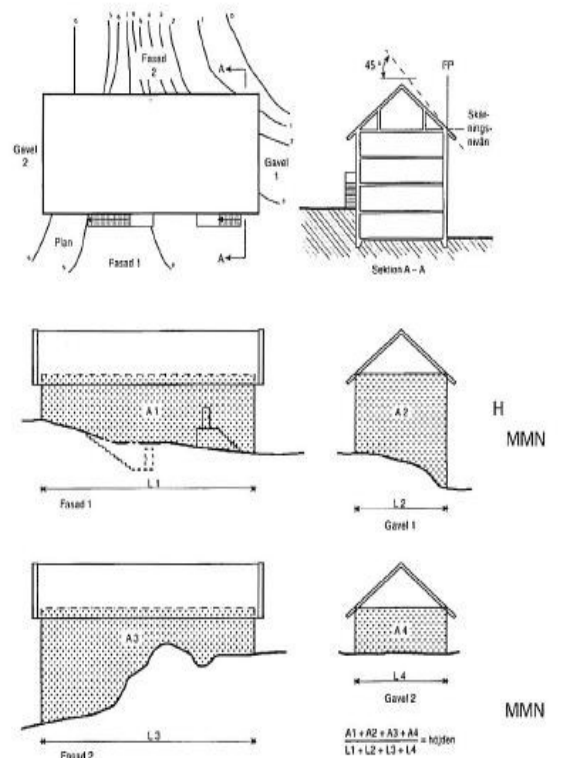 Fasad
2
A
Gavel
2
Gavel
1
Plan
Fasad 1
A
45°
FP
Skär-
nings-
nivån
Sektion A – A
A 1
L 1
Fasad 1
A 2
L 2
Gavel 1
H
MMN
A 3
L 3
Fasad 2
A 4
L 4
Gavel 2
MMN
A1 + A2 + A3 + A4
L1 + L2 + L3 + L4
= höjden